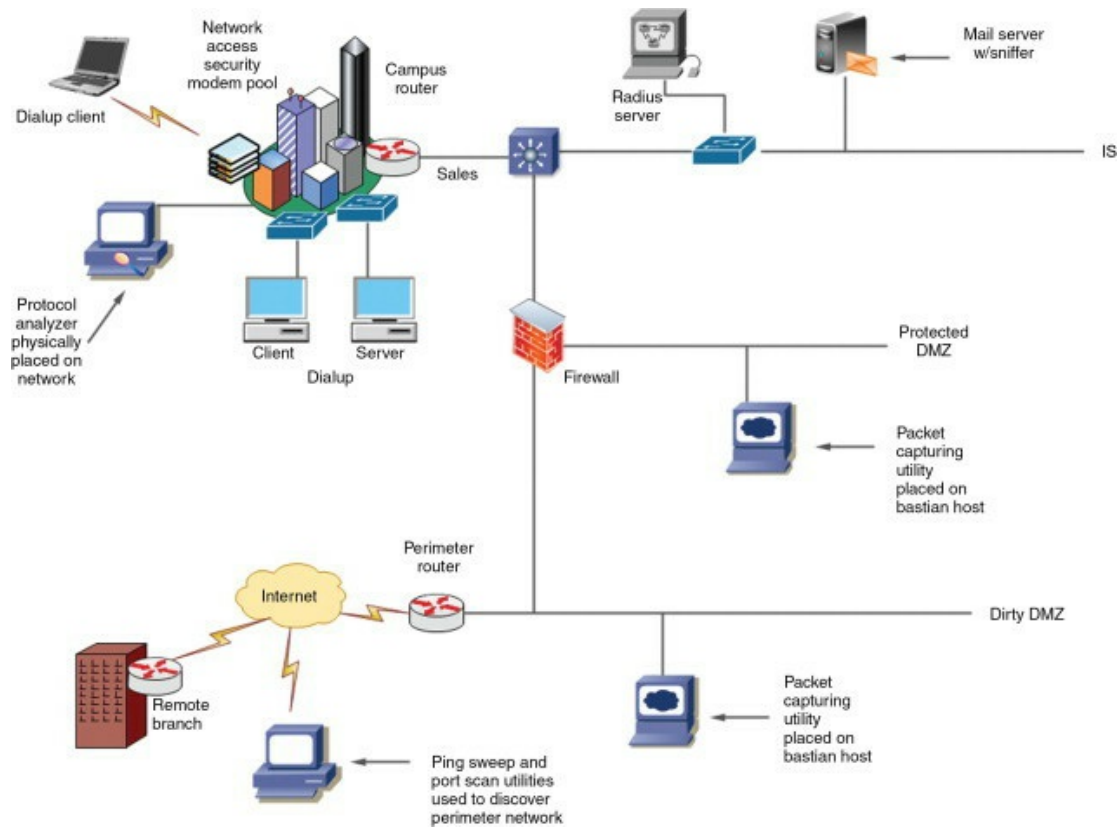 Network
access
security
modem pool
Campus
router
Dialup client
Radius
server
Mail server
w/sniffer
IS
Sales
Protocol
analyzer
physically
placed on
network
Client
Server
Dialup
Firewall
Protected
DMZ
Packet
capturing
utility
placed on
bastian host
Perimeter
router
Internet
Dirty DMZ
Remote
branch
Packet
capturing
utility
placed on
bastian host
Ping sweep and
port scan utilities
used to discover
perimeter network